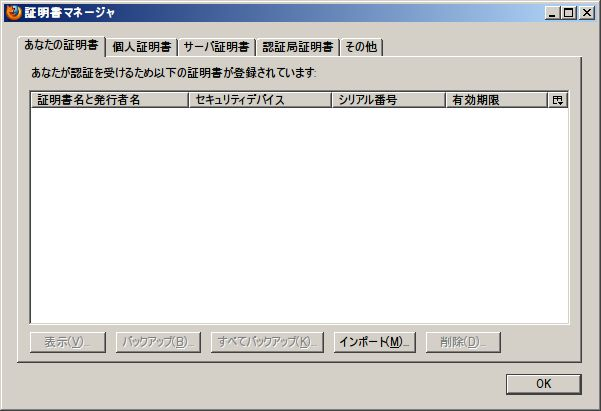 証明書マネージャ
あなたの証明書 個人証明書 サーバ証明書 認証局証明書 その他
あなたが認証を受けるため以下の証明書が登録されています:
証明書名と発行者名 セキュリティデバイス シリアル番号 有効期限
表示(V)... バックアップ(B)... すべてバックアップ(K)... インポート(M)... 削除(D)...
OK